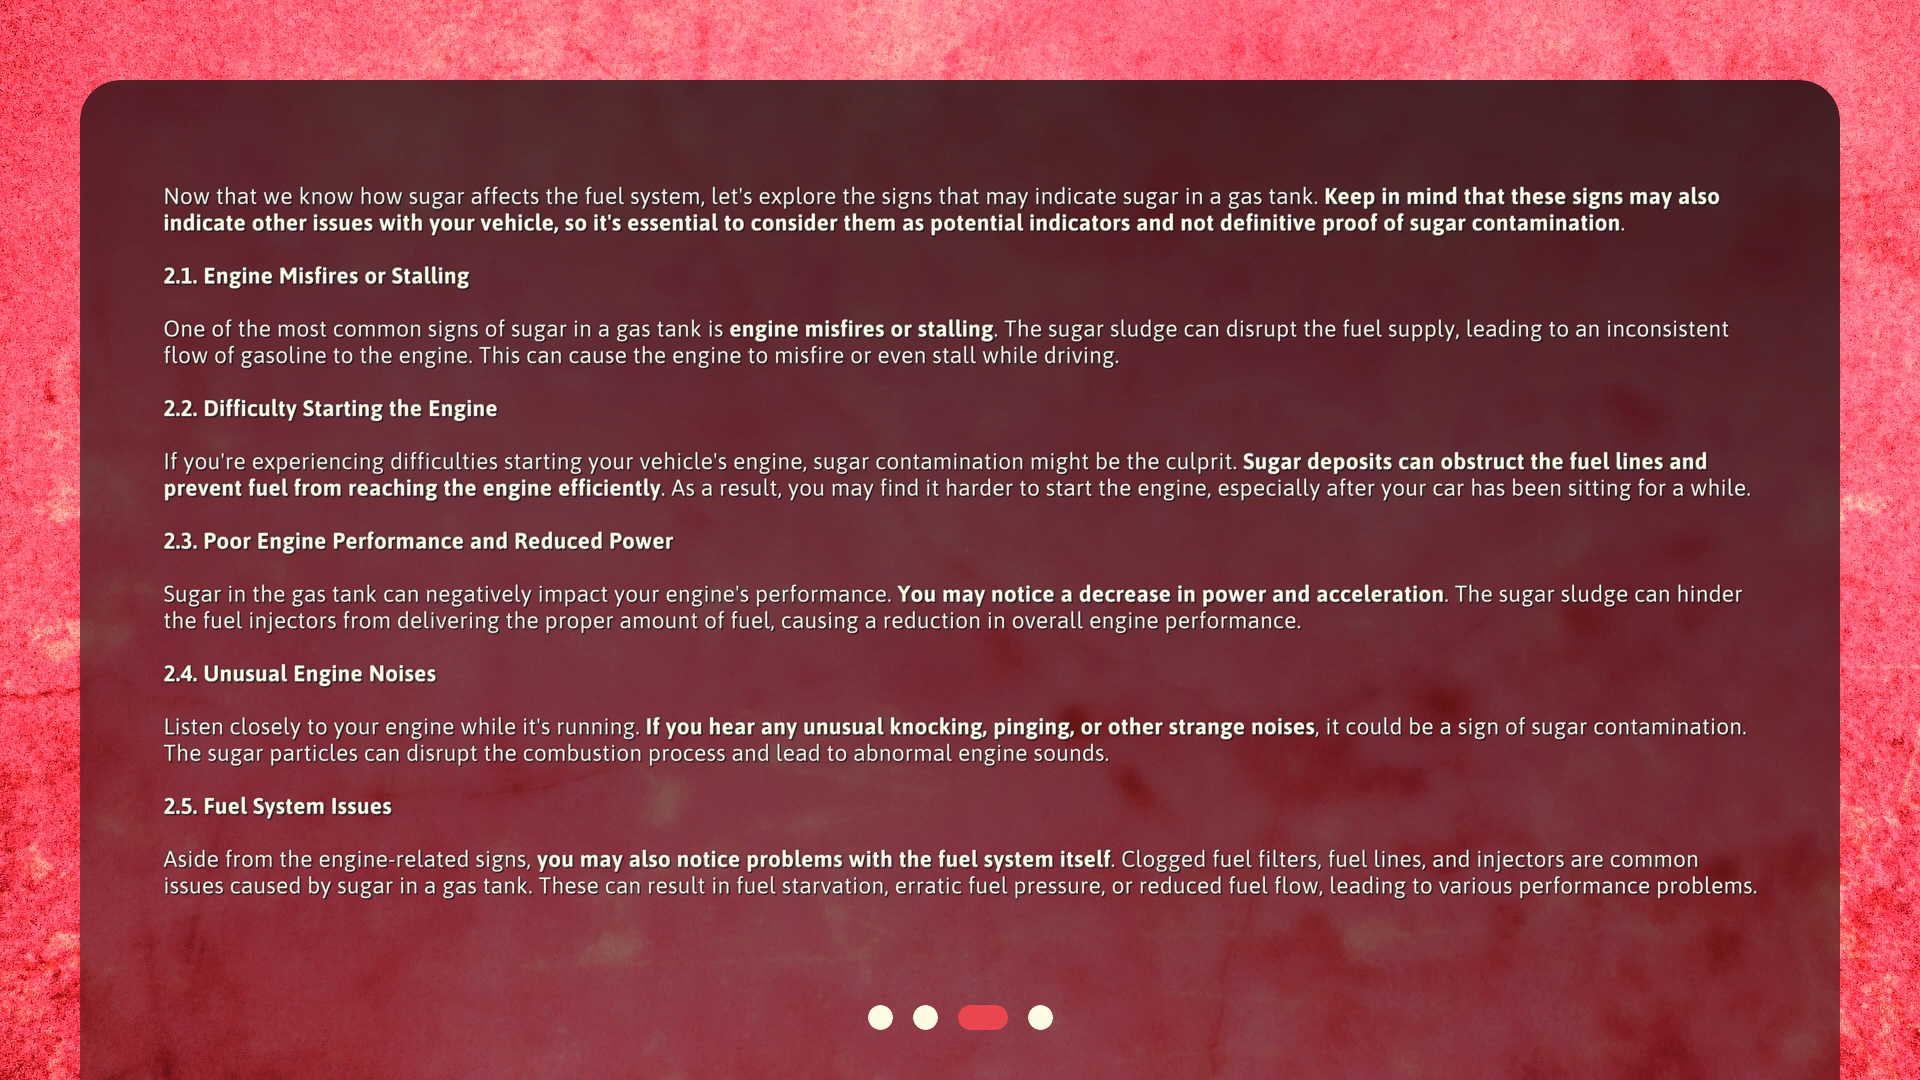 Now that we know how sugar affects the fuel system, let's explore the signs that may indicate sugar in a gas tank. Keep in mind that these signs may also
indicate other issues with your vehicle, so it's essential to consider them as potential indicators and not definitive proof of sugar contamination.
2.1. Engine Misfires or Stalling
One of the most common signs of sugar in a gas tank is engine misfires or stalling. The sugar sludge can disrupt the fuel supply, leading to an inconsistent
flow of gasoline to the engine. This can cause the engine to misfire or even stall while driving.
2.2. Difficulty Starting the Engine
If you're experiencing difficulties starting your vehicle's engine, sugar contamination might be the culprit. Sugar deposits can obstruct the fuel lines and
prevent fuel from reaching the engine efficiently. As a result, you may find it harder to start the engine, especially after your car has been sitting for a while.
2.3. Poor Engine Performance and Reduced Power
Sugar in the gas tank can negatively impact your engine's performance. You may notice a decrease in power and acceleration. The sugar sludge can hinder
the fuel injectors from delivering the proper amount of fuel, causing a reduction in overall engine performance.
2.4. Unusual Engine Noises
Listen closely to your engine while it's running. If you hear any unusual knocking, pinging, or other strange noises, it could be a sign of sugar contamination.
The sugar particles can disrupt the combustion process and lead to abnormal engine sounds.
2.5. Fuel System Issues
Aside from the engine-related signs, you may also notice problems with the fuel system itself. Clogged fuel filters, fuel lines, and injectors are common
issues caused by sugar in a gas tank. These can result in fuel starvation, erratic fuel pressure, or reduced fuel flow, leading to various performance problems.